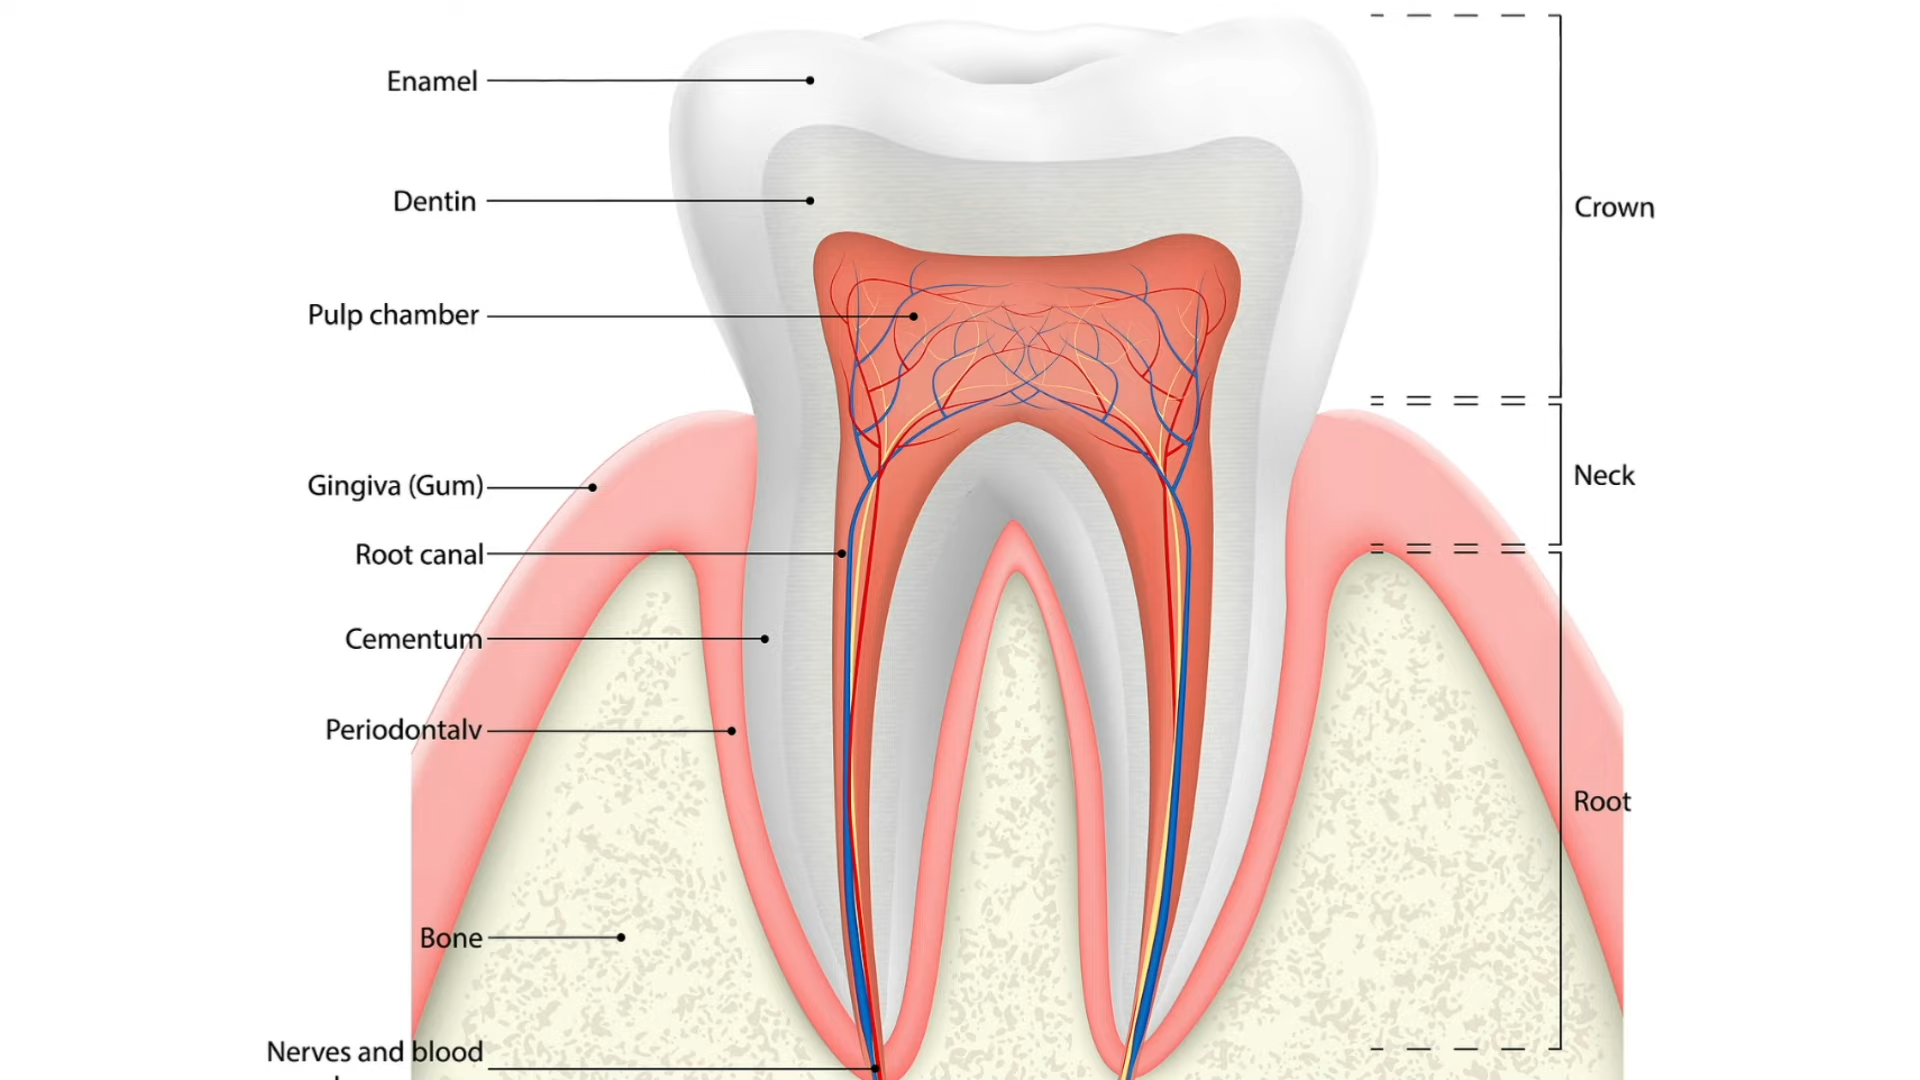 Enamel
Dentin
Pulp chamber
Gingiva (Gum)
Root canal
Cementum
Periodontalv
Bone
Nerves and blood
Crown
Neck
Root